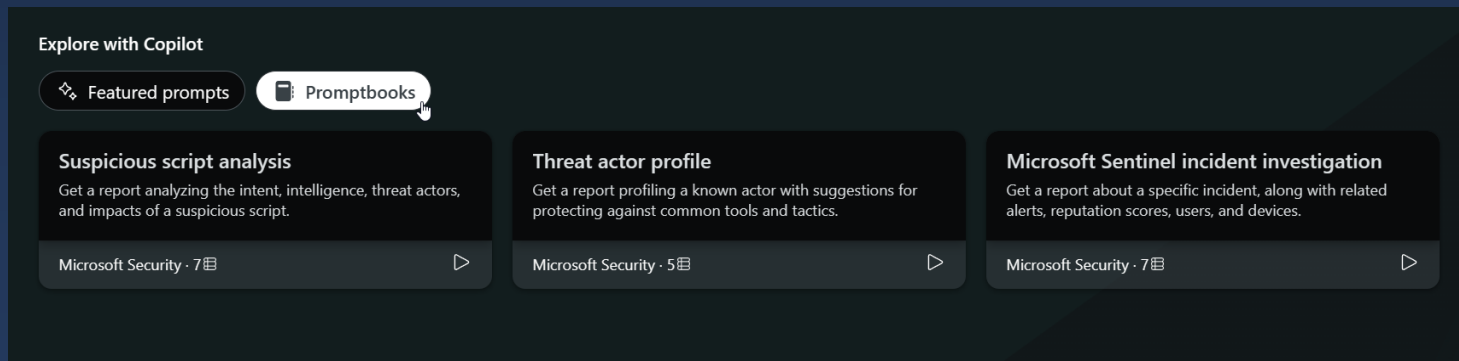 Explore with Copilot
Featured prompts
Promptbooks
Suspicious script analysis
Get a report analyzing the intent, intelligence, threat actors,
and impacts of a suspicious script.
Microsoft Security · 7
Threat actor profile
Get a report profiling a known actor with suggestions for
protecting against common tools and tactics.
Microsoft Security · 5
Microsoft Sentinel incident investigation
Get a report about a specific incident, along with related
alerts, reputation scores, users, and devices.
Microsoft Security · 7